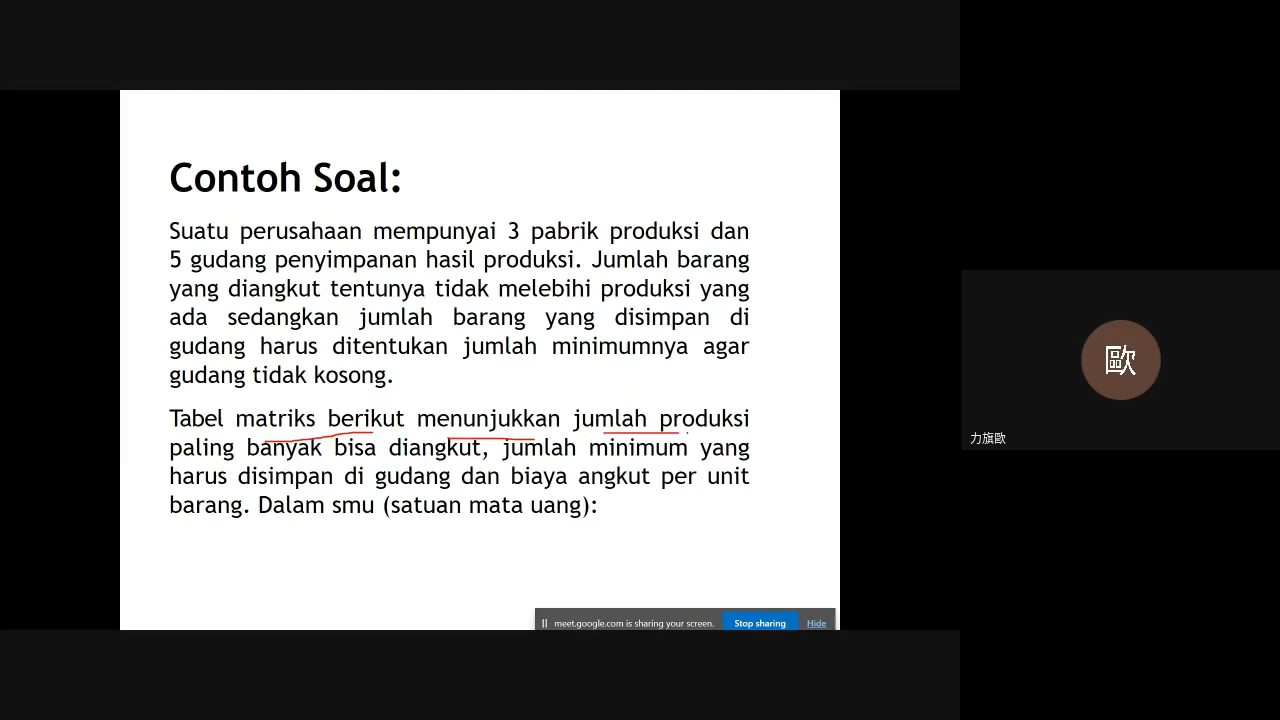 Contoh Soal:
Suatu perusahaan mempunyai 3 pabrik produksi dan
5 gudang penyimpanan hasil produksi. Jumlah barang
yang diangkut tentunya tidak melebihi produksi yang
ada sedangkan jumlah barang yang disimpan di
gudang harus ditentukan jumlah minimumnya agar
gudang tidak kosong.
Tabel matriks berikut menunjukkan jumlah produksi
paling banyak bisa diangkut, jumlah minimum yang
harus disimpan di gudang dan biaya angkut per unit
barang. Dalam smu (satuan mata uang):
meet.google.com is sharing your screen. Stop sharing Hide
歐
力旗歐